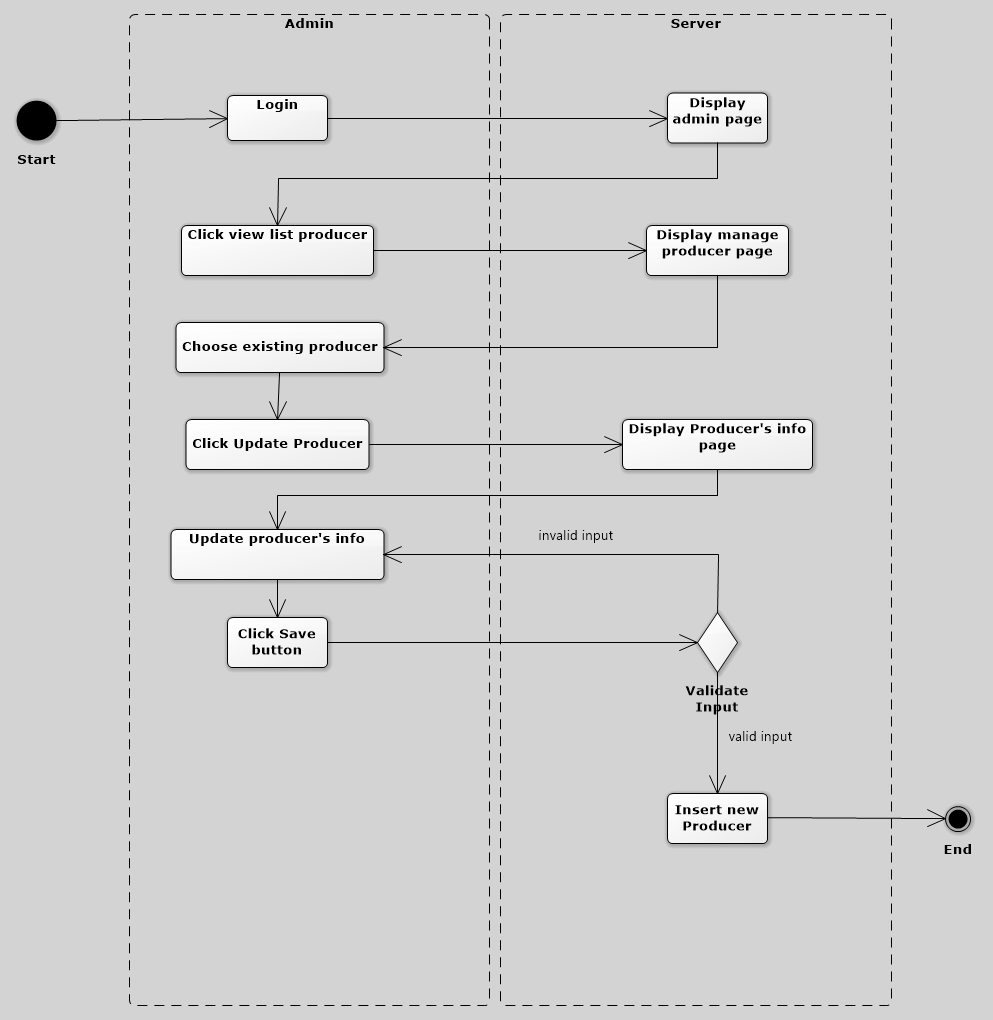 Admin
Server
Login
Display
admin page
Start
Click view list producer
Display manage
producer page
Choose existing producer
Click Update Producer
Display Producer's info
page
Update producer's info
invalid input
Click Save
button
Validate
Input
valid input
Insert new
Producer
End